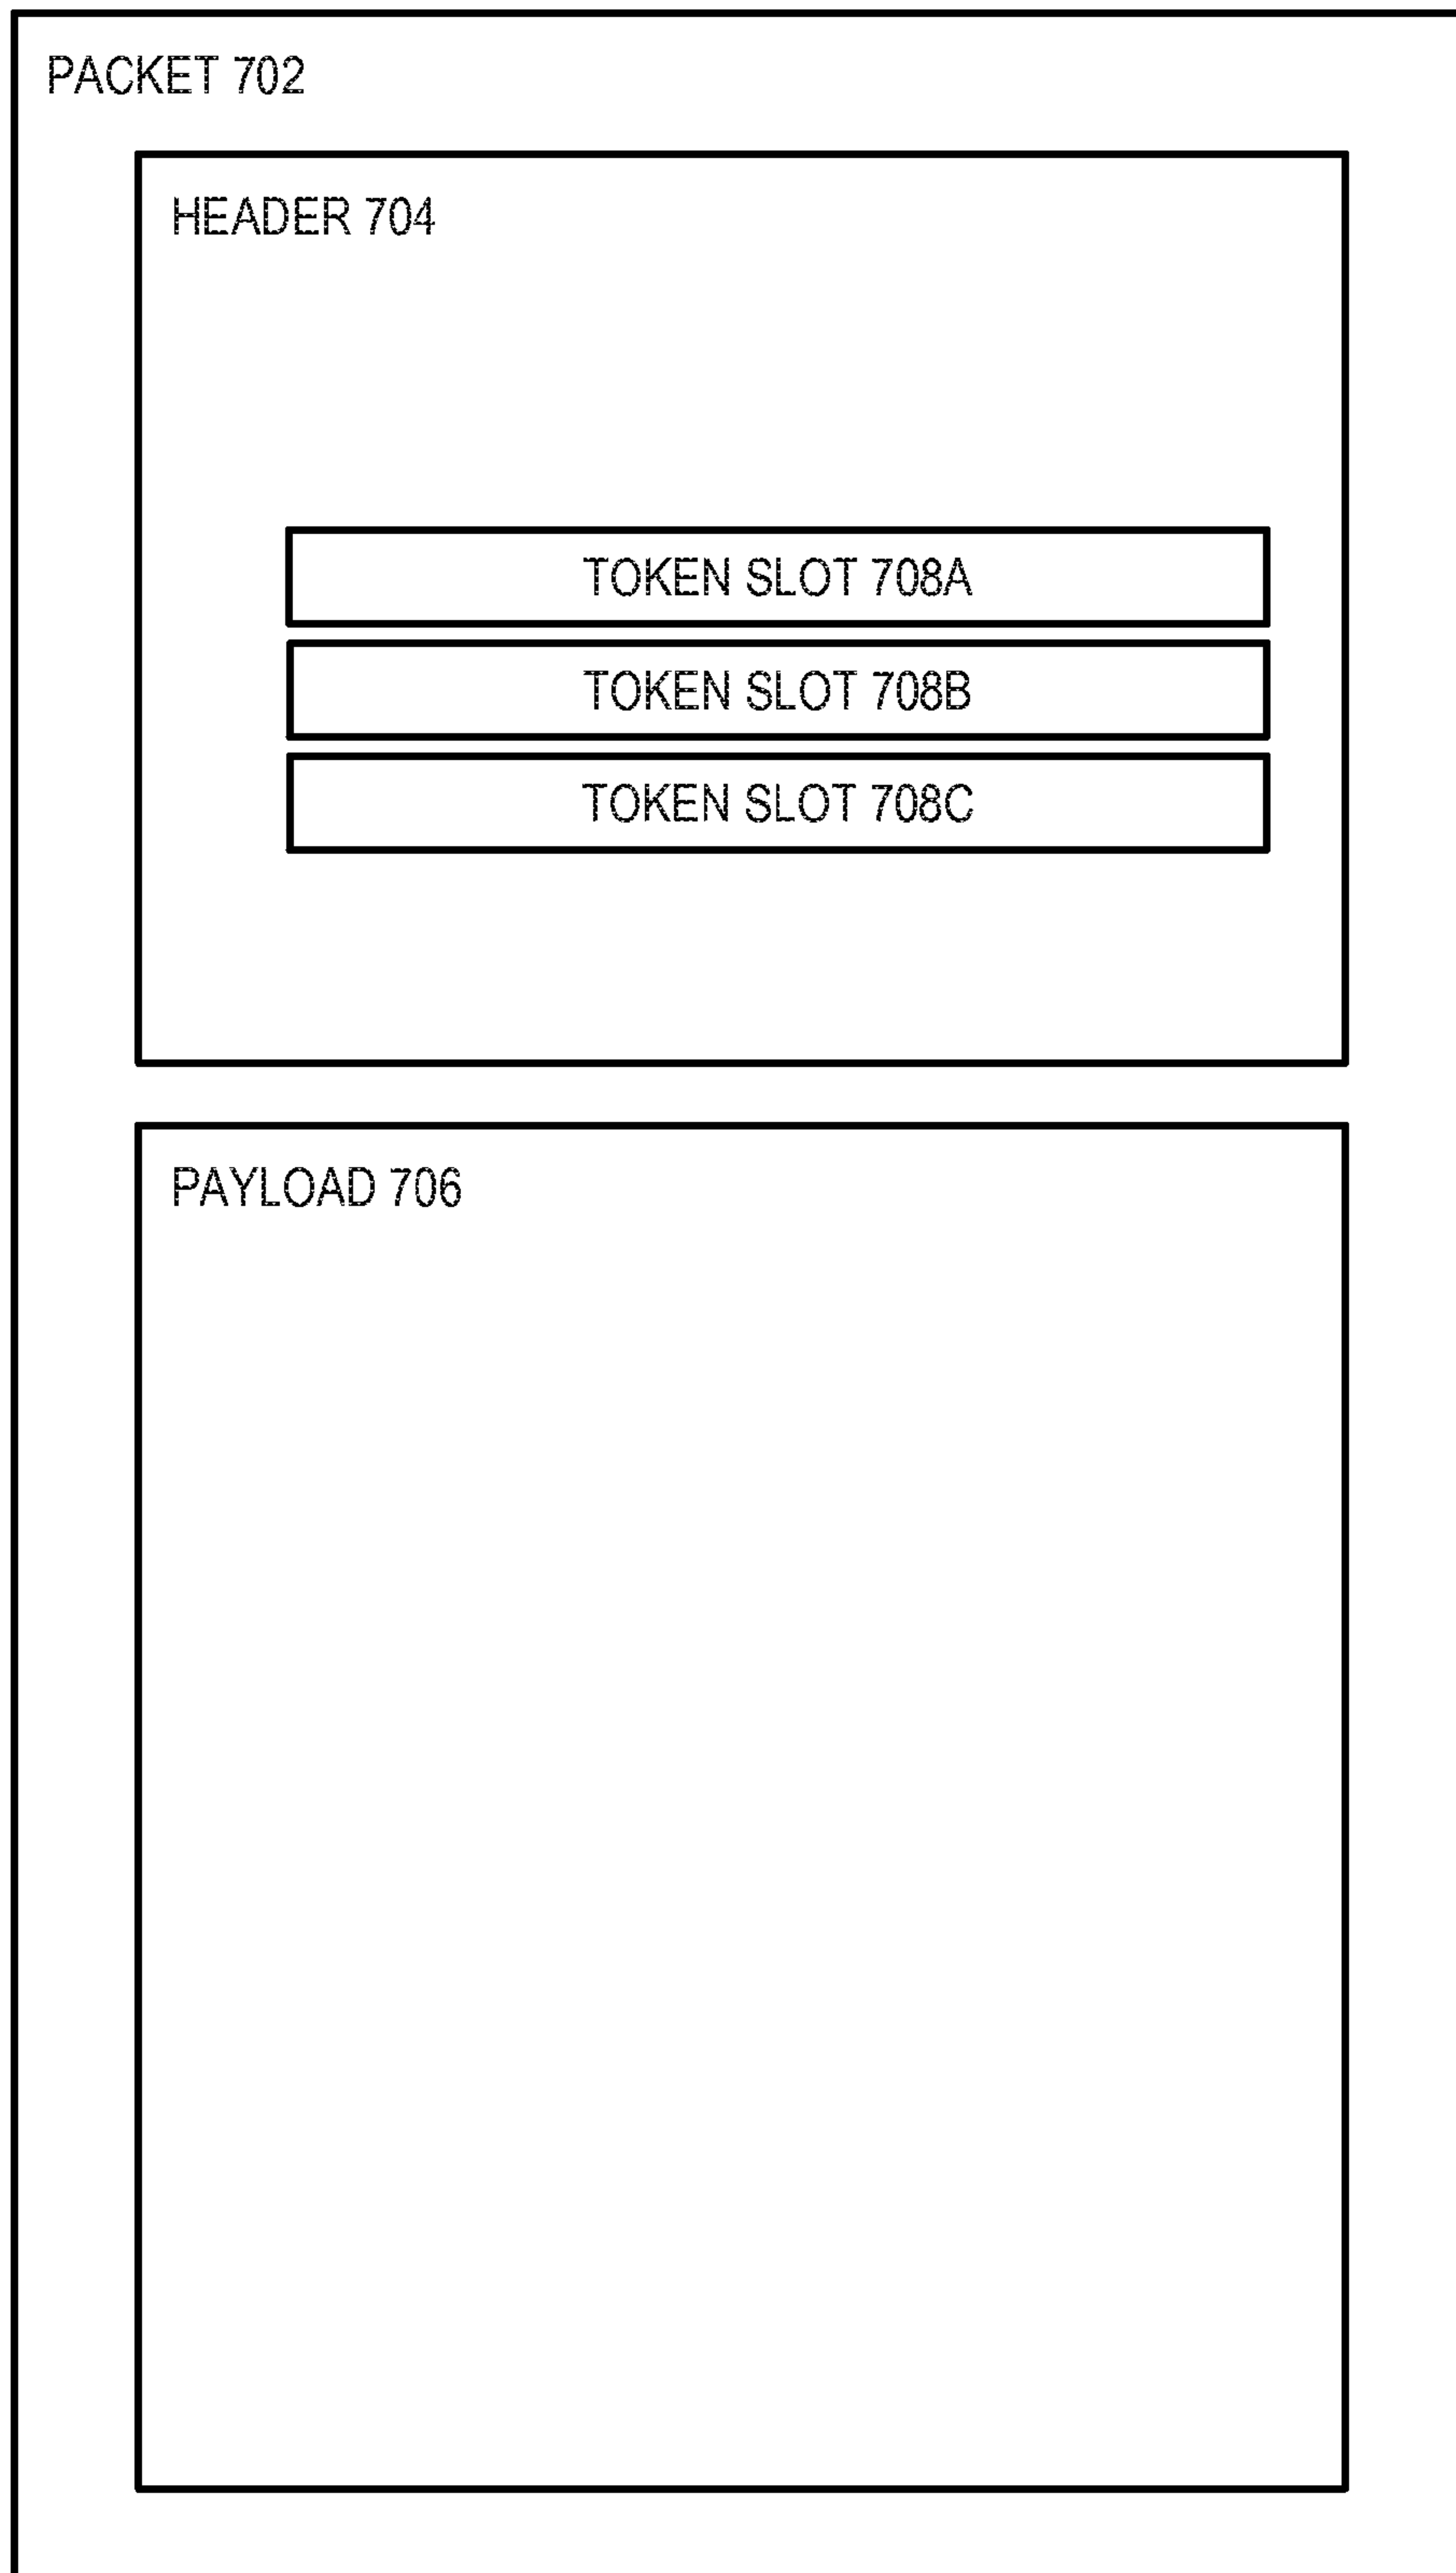 PACKET 702
HEADER 704
TOKEN SLOT 708A
TOKEN SLOT 708B
TOKEN SLOT 708C
PAYLOAD 706